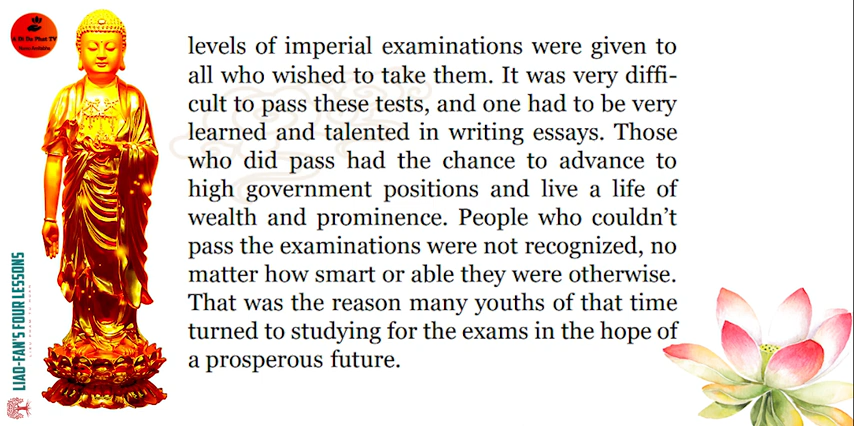 A Di Da Phat TV
levels of imperial examinations were given to
all who wished to take them. It was very diffi-
cult to pass these tests, and one had to be very
learned and talented in writing essays. Those
who did pass had the chance to advance to
high government positions and live a life of
wealth and prominence. People who couldn't
pass the examinations were not recognized, no
matter how smart or able they were otherwise.
That was the reason many youths of that time
turned to studying for the exams in the hope of
a prosperous future.
LIAO-FAN'S FOUR LESSONS